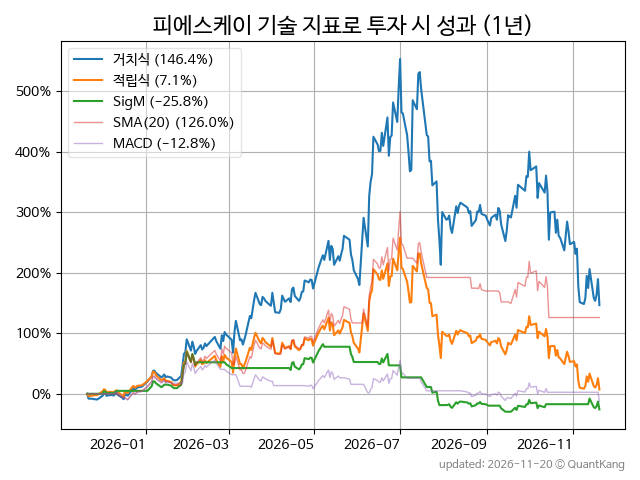 피에스케이 기술 지표로 투자 시 성과 (1년)
거치식 (146.4%)
적립식 (7.1%)
SigM (−25.8%)
SMA(20) (126.0%)
MACD (−12.8%)
500%
400%
300%
200%
100%
0%
2026-01 2026-03 2026-05 2026-07 2026-09 2026-11
updated: 2026-11-20 © QuantKang